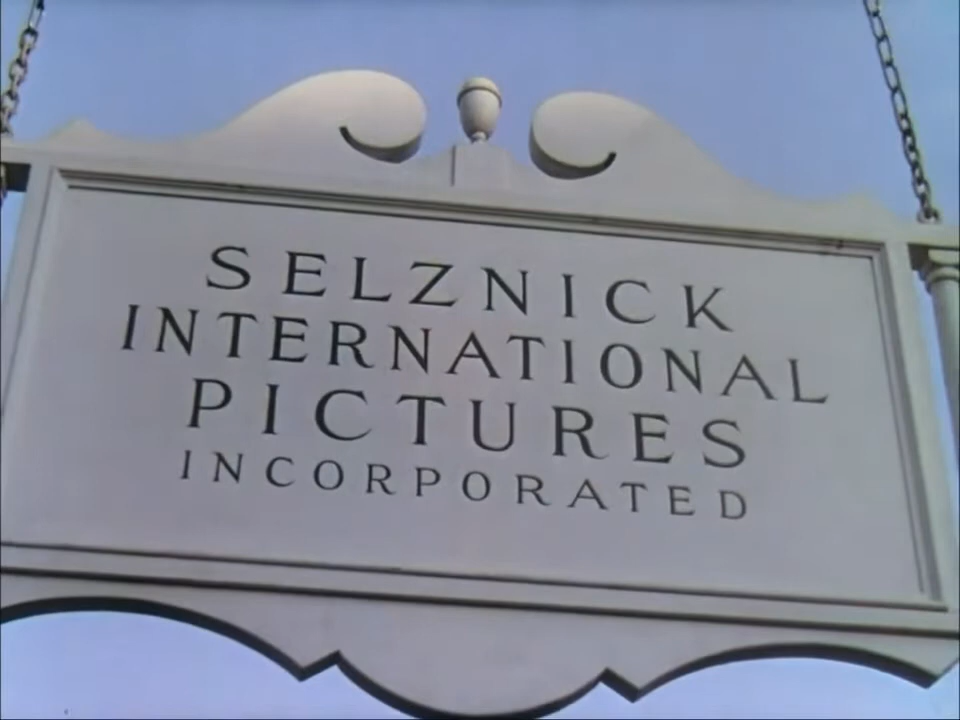 SELZNICK
INTERNATIONAL
PICTURES
INCORPORATED